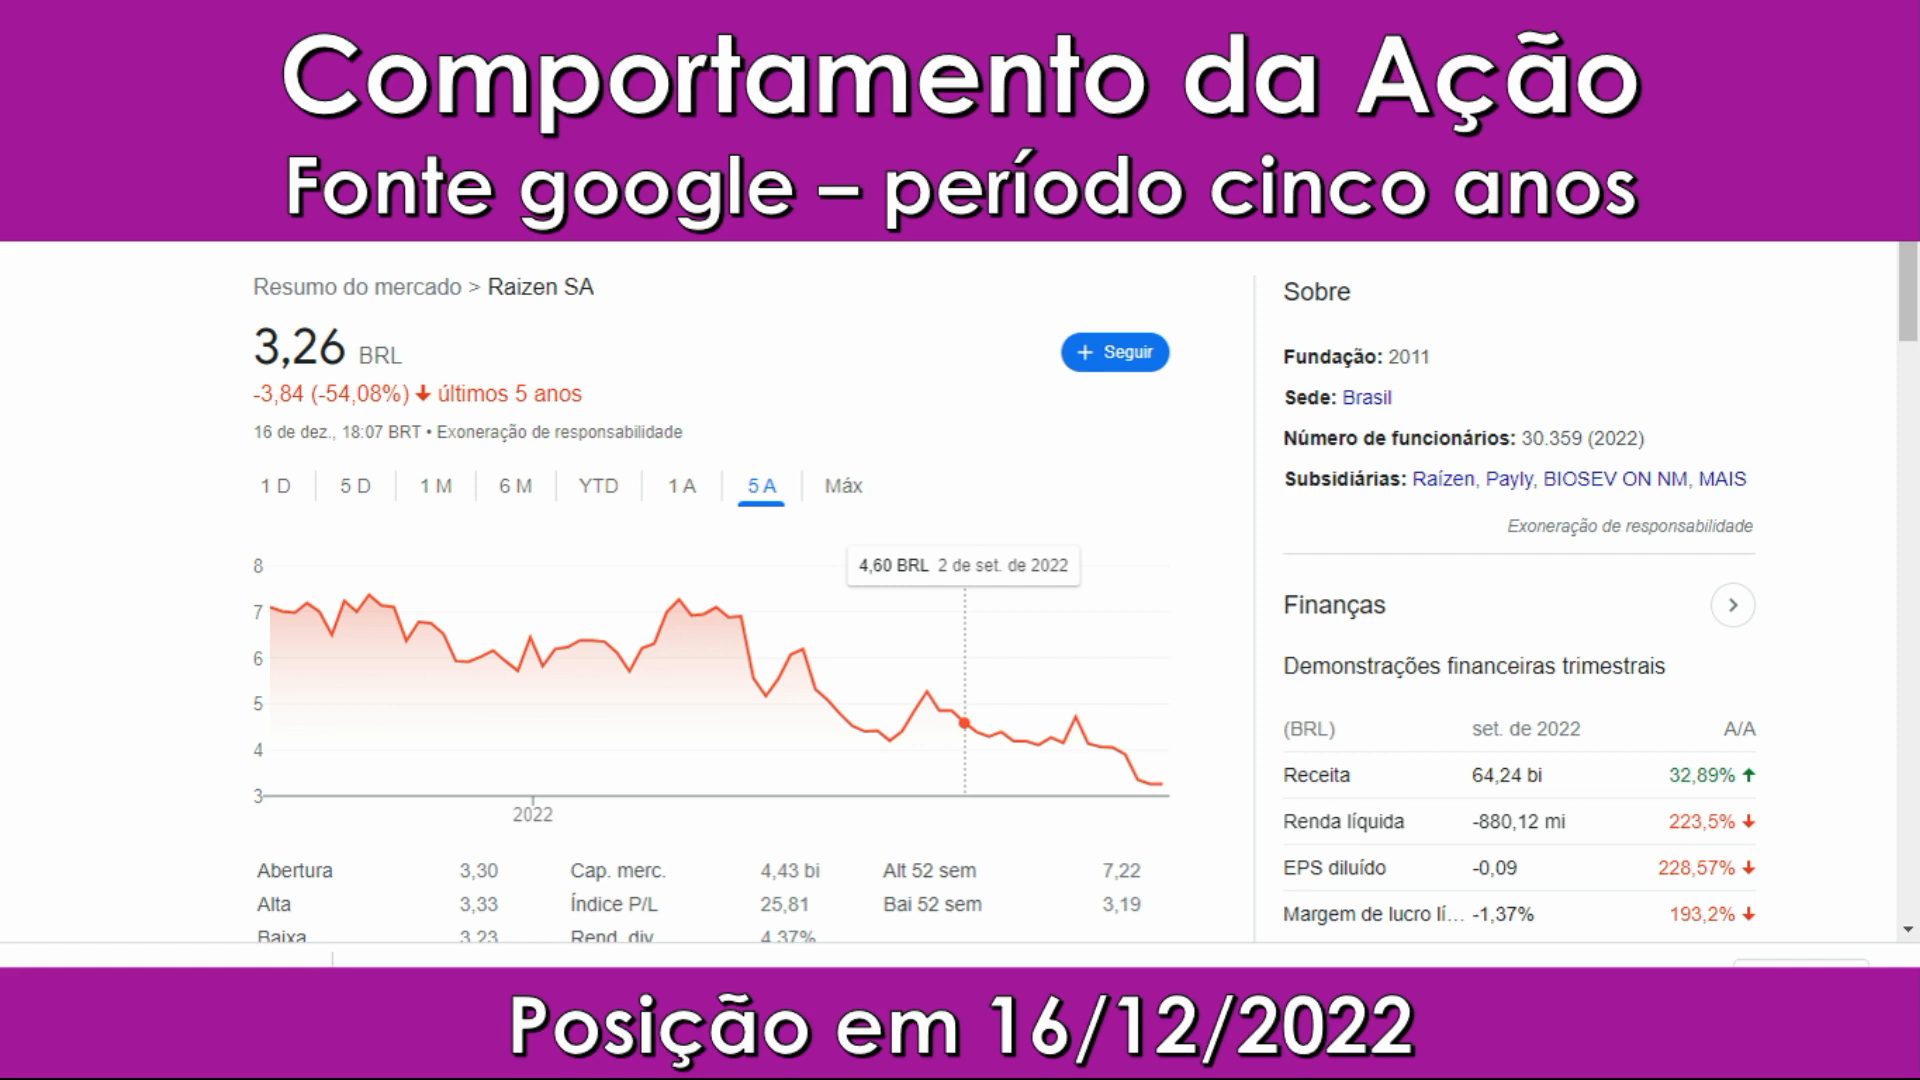 Comportamento da Ação
Fonte google – período cinco anos
Resumo do mercado > Raizen SA
3,26 BRL
+ Seguir
-3,84 (-54,08%) ↓ últimos 5 anos
16 de dez., 18:07 BRT • Exoneração de responsabilidade
1 D 5 D 1 M 6 M YTD 1 A 5 A Máx
4,60 BRL 2 de set. de 2022
8
7
6
5
4
3
2022
Abertura 3,30 Cap. merc. 4,43 bi Alt 52 sem 7,22
Alta 3,33 Índice P/L 25,81 Bai 52 sem 3,19
Baixa 3,23 Rend. div. 4,37%
Sobre
Fundação: 2011
Sede: Brasil
Número de funcionários: 30.359 (2022)
Subsidiárias: Raízen, Payly, BIOSEV ON NM, MAIS
Exoneração de responsabilidade
Finanças
Demonstrações financeiras trimestrais
(BRL) set. de 2022 A/A
Receita 64,24 bi 32,89% ↑
Renda líquida -880,12 mi 223,5% ↓
EPS diluído -0,09 228,57% ↓
Margem de lucro lí... -1,37% 193,2% ↓
Posição em 16/12/2022